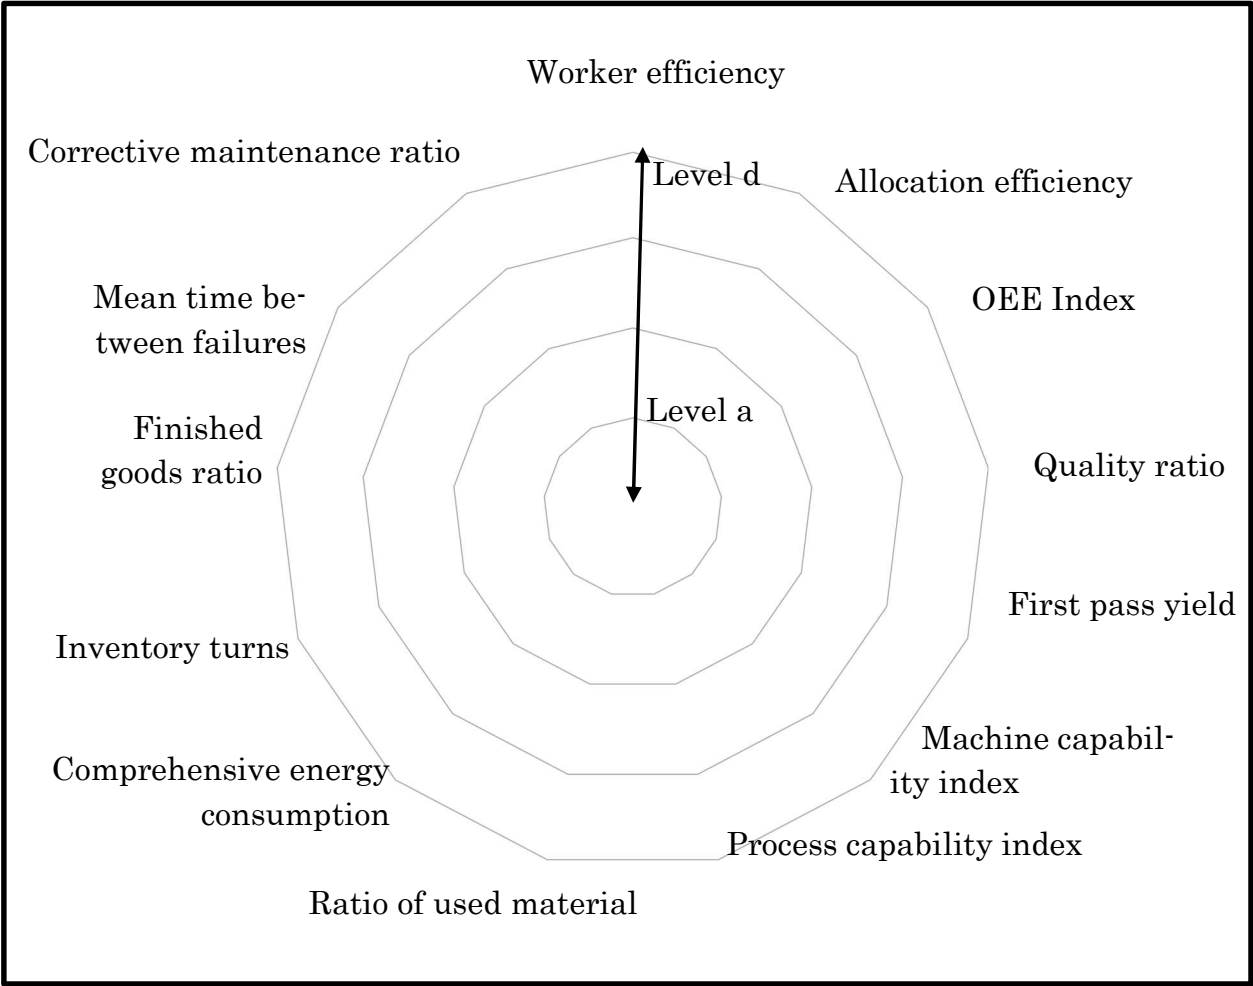 Worker efficiency
Corrective maintenance ratio
Level d
Allocation efficiency
Mean time be-
tween failures
OEE Index
Level a
Finished
goods ratio
Quality ratio
First pass yield
Inventory turns
Machine capabil-
ity index
Comprehensive energy
consumption
Process capability index
Ratio of used material